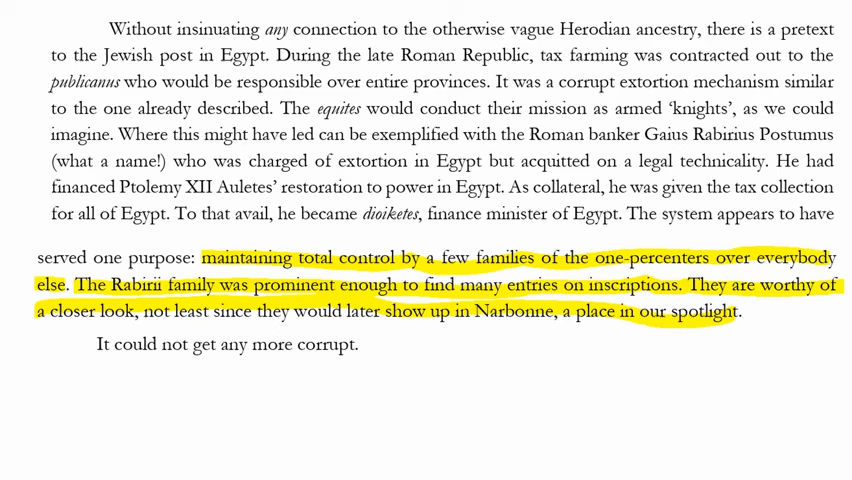 Without insinuating any connection to the otherwise vague Herodian ancestry, there is a pretext
to the Jewish post in Egypt. During the late Roman Republic, tax farming was contracted out to the
publicanus who would be responsible over entire provinces. It was a corrupt extortion mechanism similar
to the one already described. The equites would conduct their mission as armed ‘knights’, as we could
imagine. Where this might have led can be exemplified with the Roman banker Gaius Rabirius Postumus
(what a name!) who was charged of extortion in Egypt but acquitted on a legal technicality. He had
financed Ptolemy XII Auletes’ restoration to power in Egypt. As collateral, he was given the tax collection
for all of Egypt. To that avail, he became dioiketes, finance minister of Egypt. The system appears to have
served one purpose: maintaining total control by a few families of the one-percenters over everybody
else. The Rabirii family was prominent enough to find many entries on inscriptions. They are worthy of
a closer look, not least since they would later show up in Narbonne, a place in our spotlight.
It could not get any more corrupt.